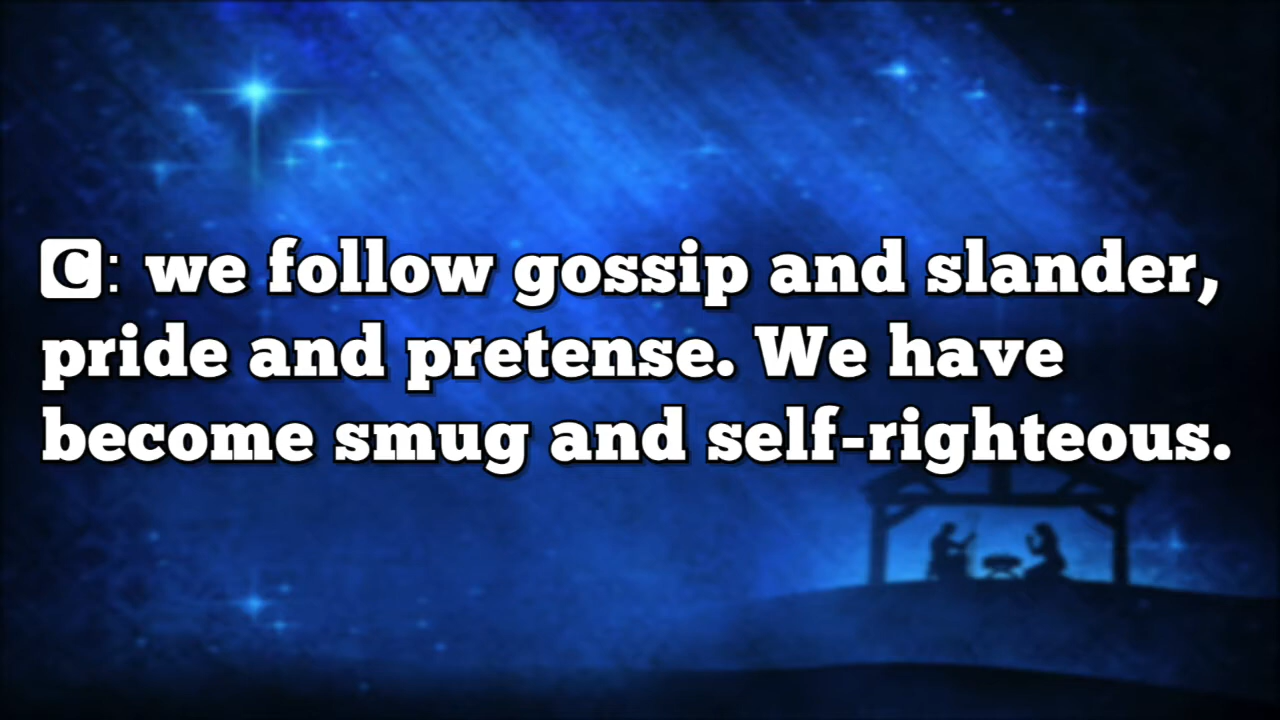 C: we follow gossip and slander,
pride and pretense. We have
become smug and self-righteous.